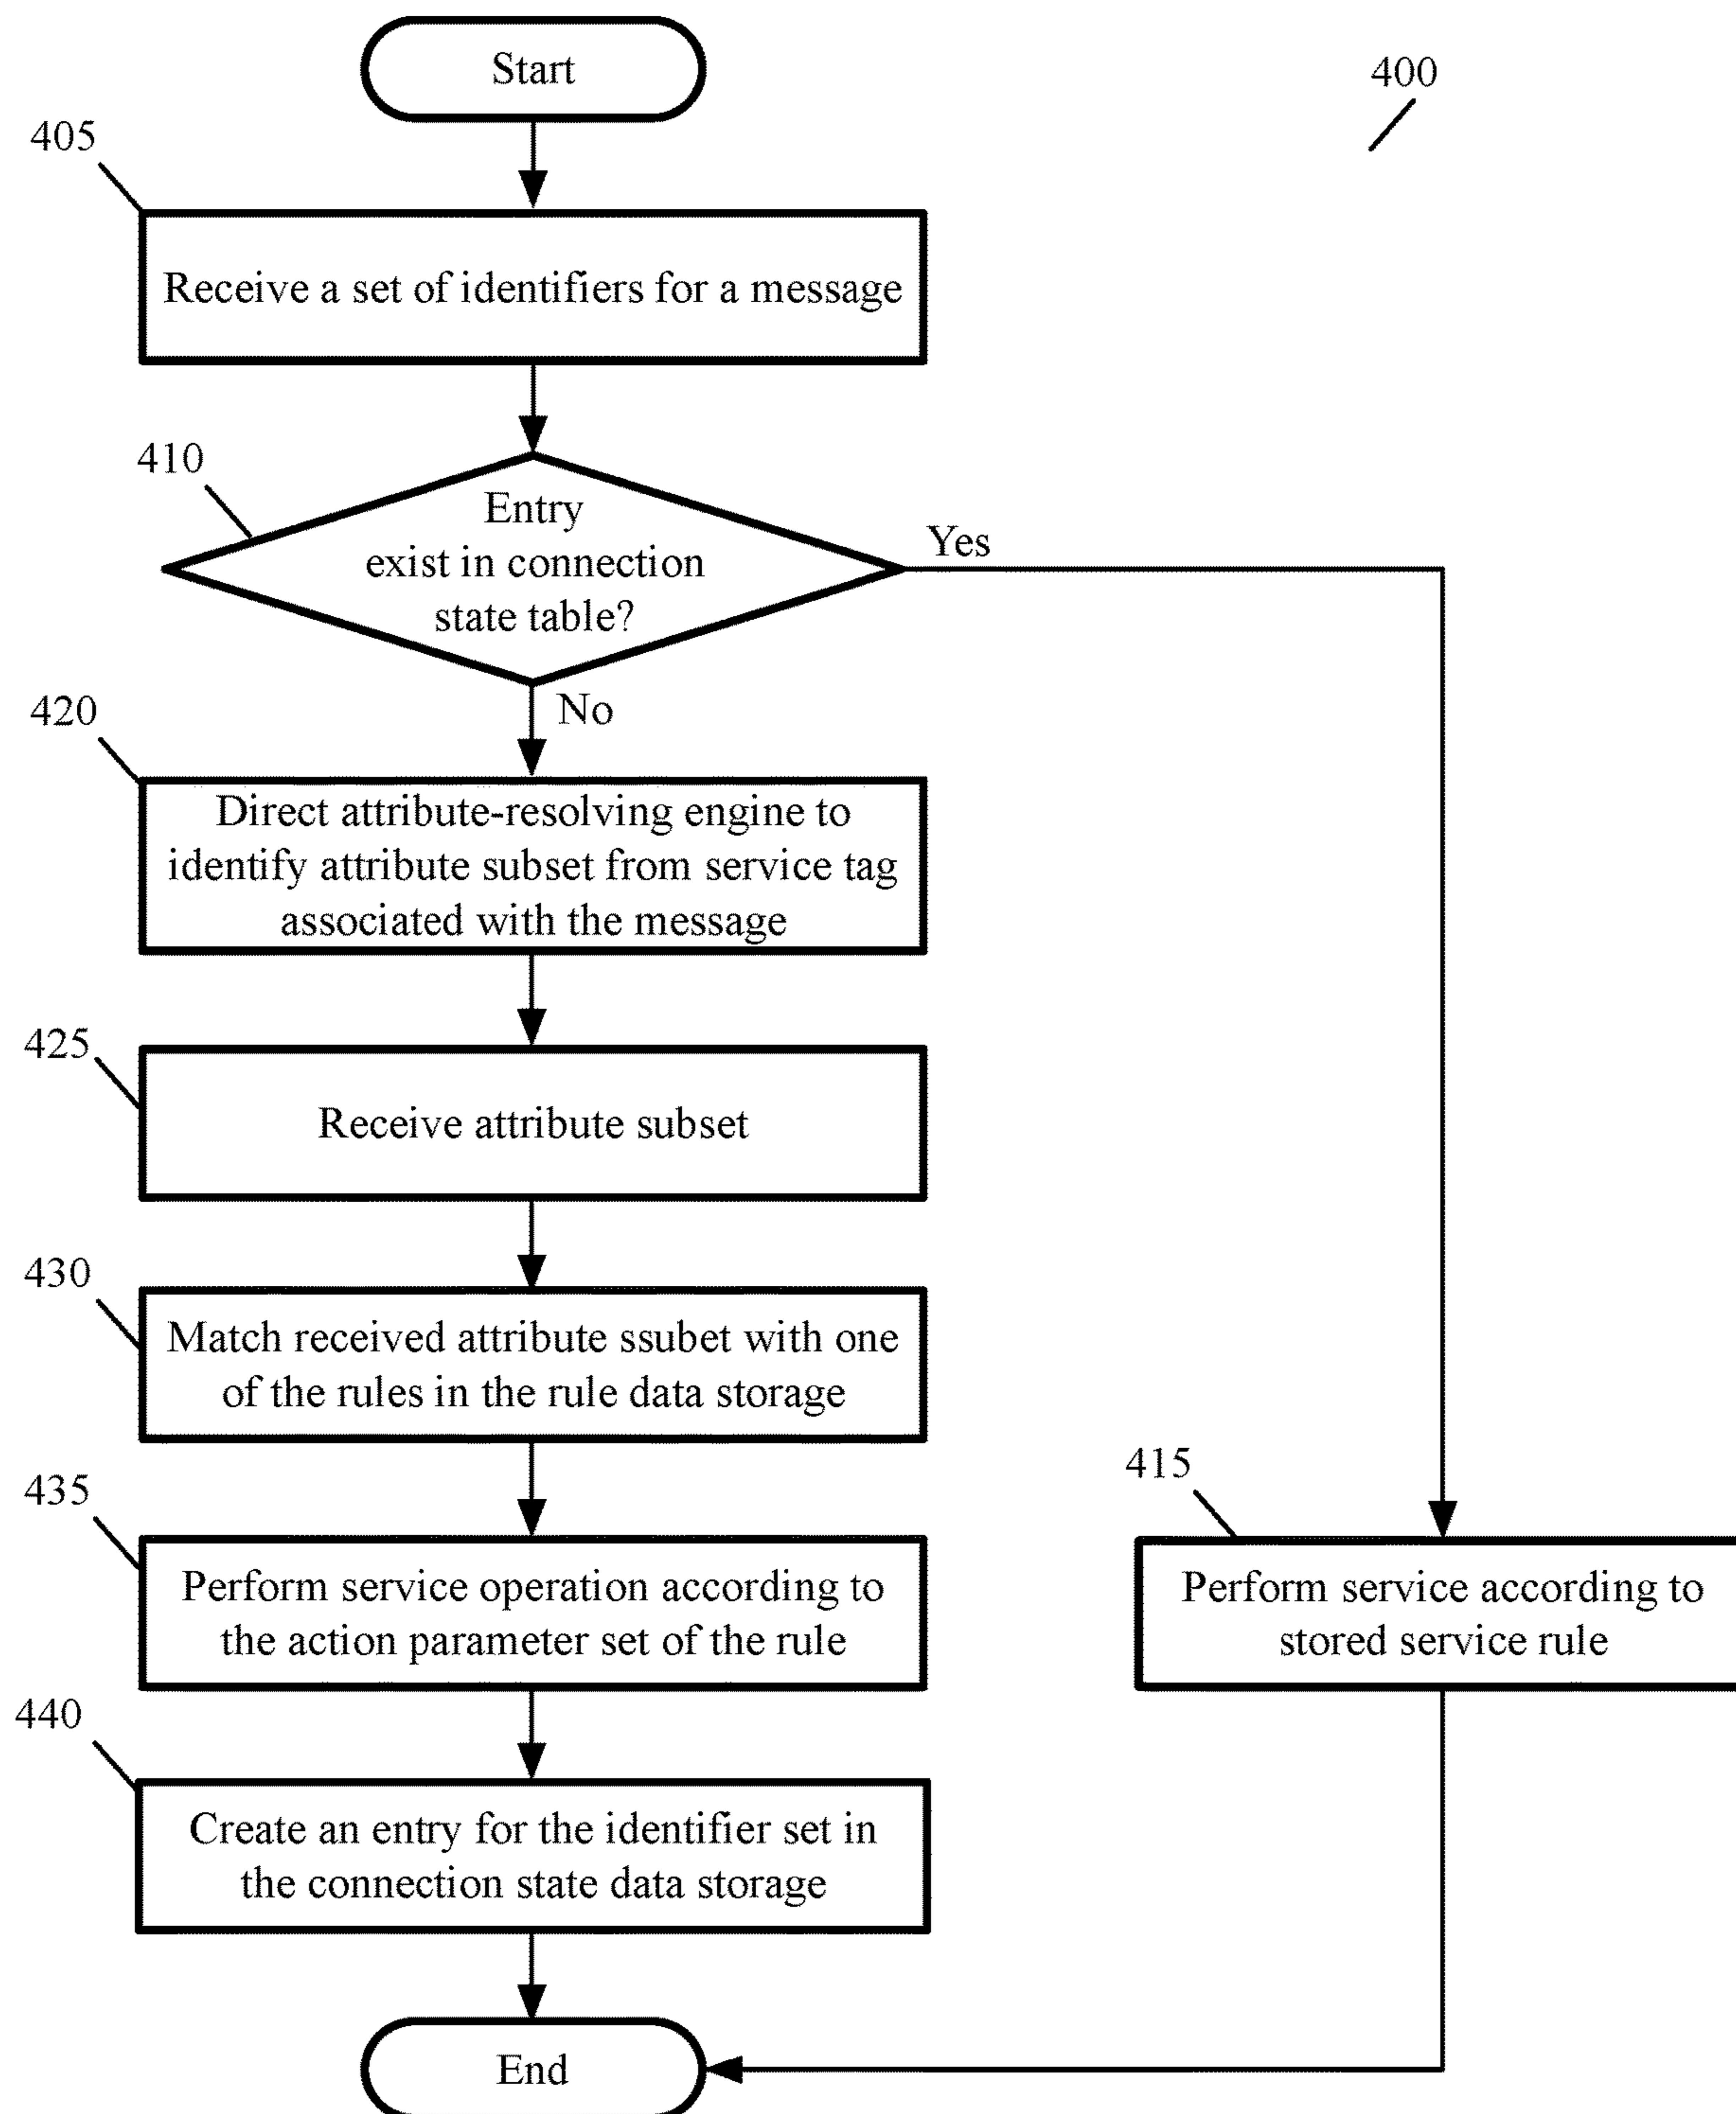 Start
400
405
Receive a set of identifiers for a message
410
Entry
exist in connection
state table?
Yes
No
420
Direct attribute-resolving engine to
identify attribute subset from service tag
associated with the message
425
Receive attribute subset
430
Match received attribute ssubet with one
of the rules in the rule data storage
435
Perform service operation according to
the action parameter set of the rule
415
Perform service according to
stored service rule
440
Create an entry for the identifier set in
the connection state data storage
End